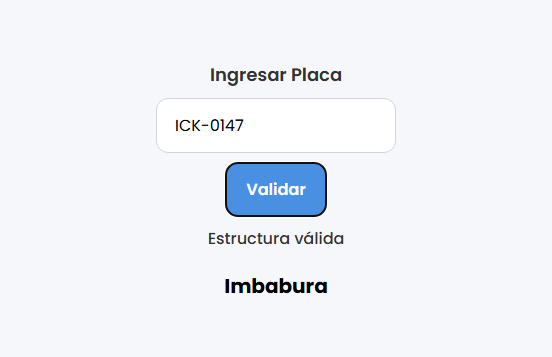 Ingresar Placa
ICK-0147
Validar
Estructura válida
Imbabura